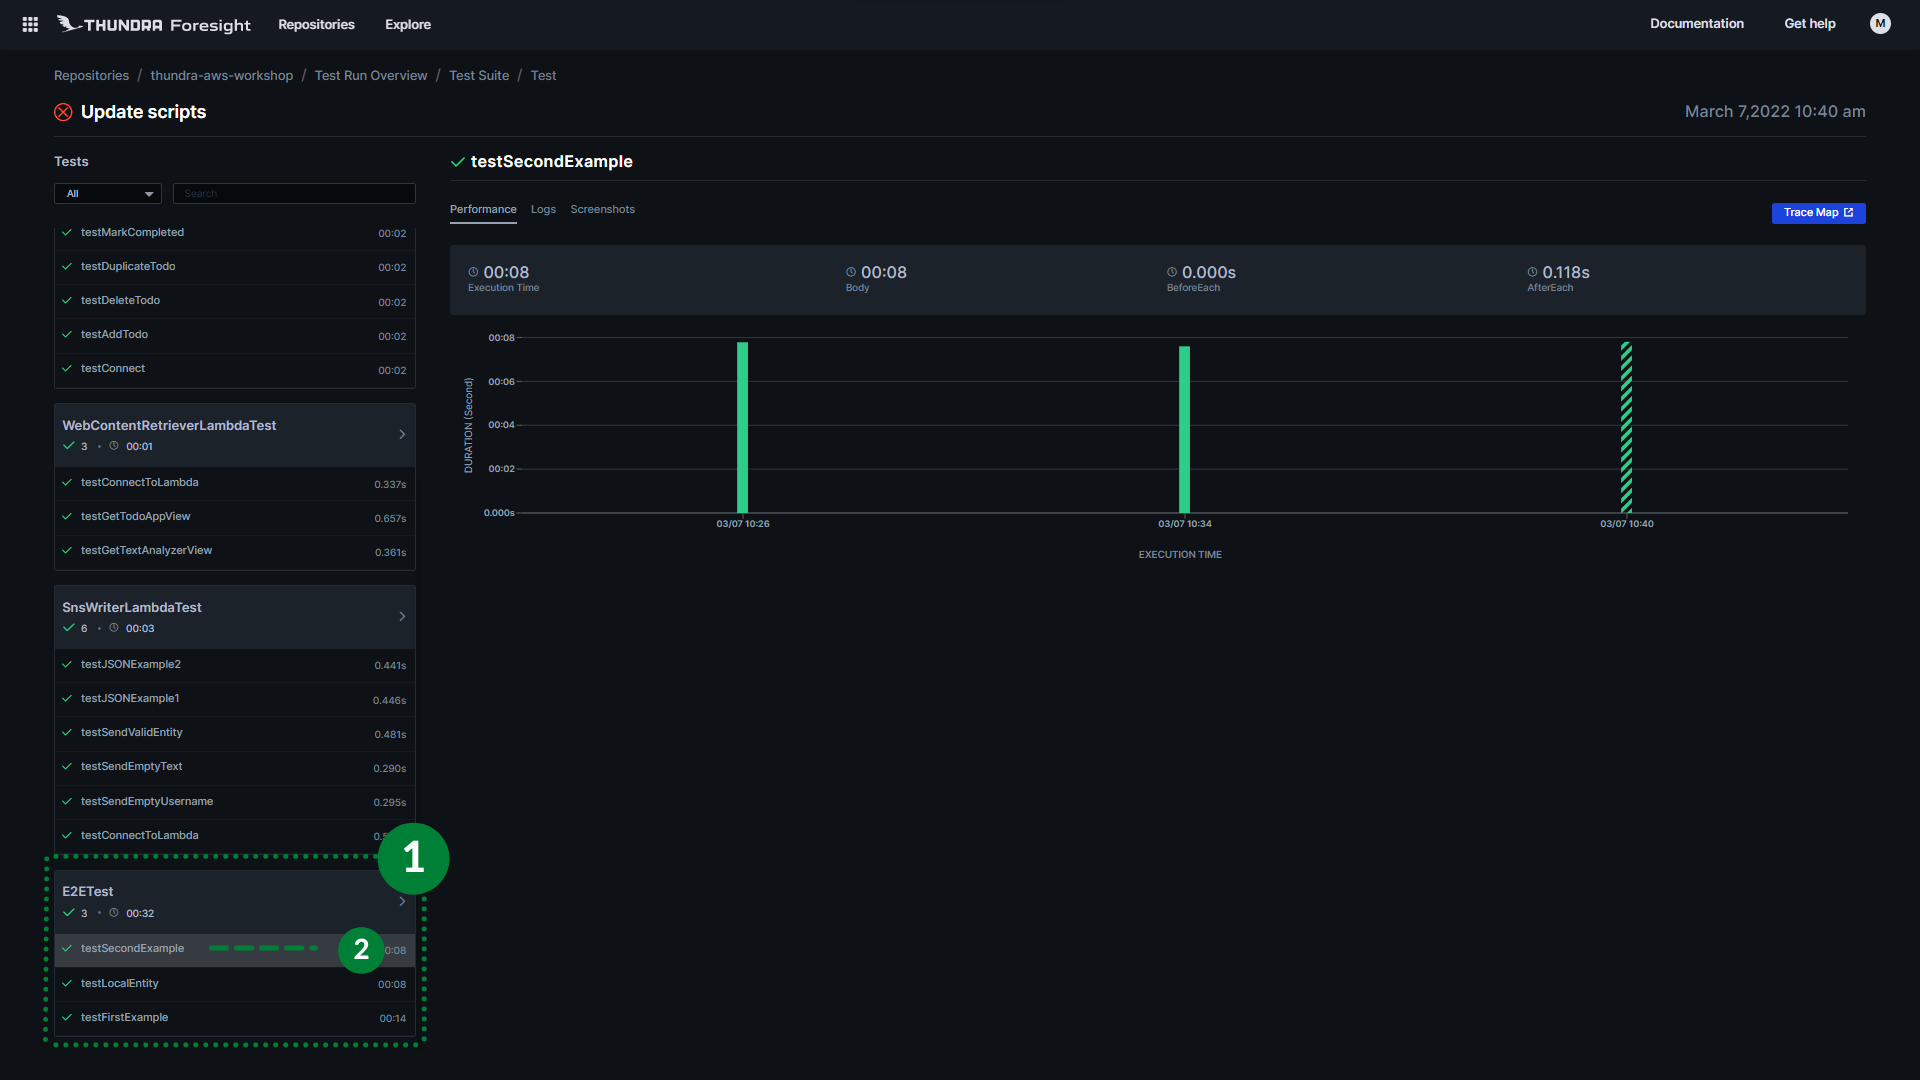 THUNDRA Foresight Repositories Explore Documentation Get help M
Repositories / thundra-aws-workshop / Test Run Overview / Test Suite / Test
Update scripts March 7,2022 10:40 am
Tests
All Search
testMarkCompleted 00:02
testDuplicateTodo 00:02
testDeleteTodo 00:02
testAddTodo 00:02
testConnect 00:02
WebContentRetrieverLambdaTest
3 • 00:01
testConnectToLambda 0.337s
testGetTodoAppView 0.657s
testGetTextAnalyzerView 0.361s
SnsWriterLambdaTest
6 • 00:03
testJSONExample2 0.441s
testJSONExample1 0.446s
testSendValidEntity 0.481s
testSendEmptyText 0.290s
testSendEmptyUsername 0.295s
testConnectToLambda
1
E2ETest
3 • 00:32
testSecondExample 2 0:08
testLocalEntity 00:08
testFirstExample 00:14
testSecondExample
Performance Logs Screenshots Trace Map
00:08 00:08 0.000s 0.118s
Execution Time Body BeforeEach AfterEach
DURATION (Second)
00:08
00:06
00:04
00:02
0.000s
03/07 10:26 03/07 10:34 03/07 10:40
EXECUTION TIME